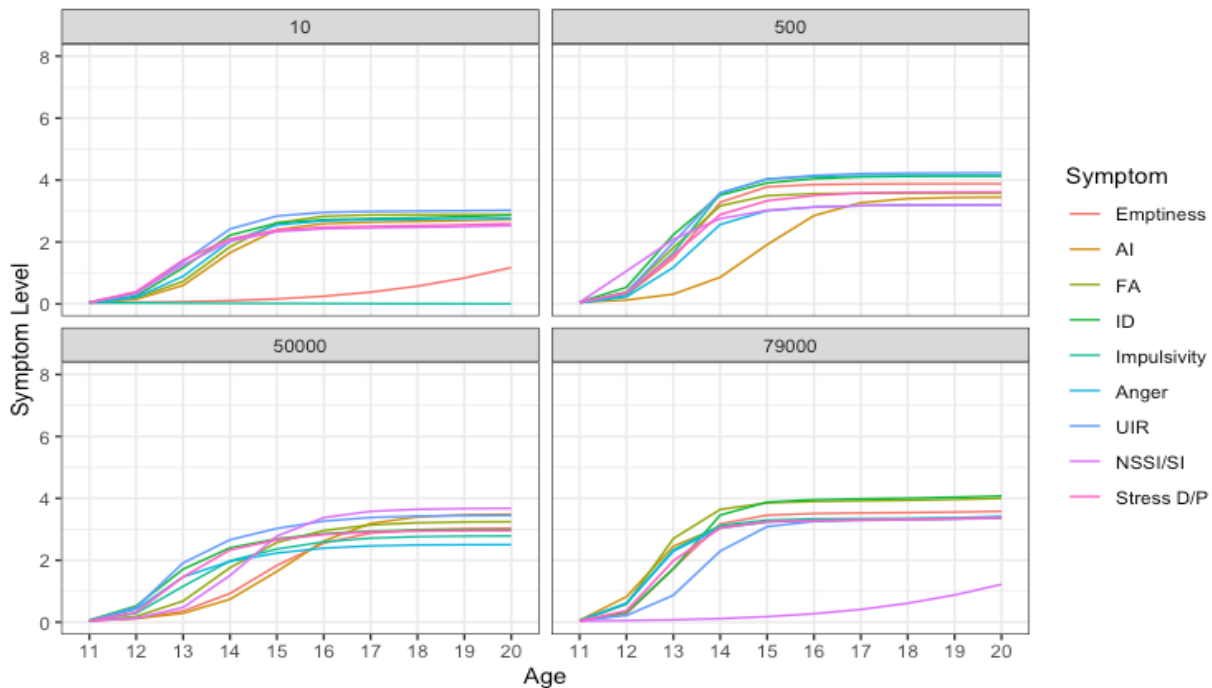 10
500
8
6
4
2
0
50000
79000
8
6
4
2
0
11 12 13 14 15 16 17 18 19 20
11 12 13 14 15 16 17 18 19 20
Symptom Level
Age
Symptom
Emptiness
AI
FA
ID
Impulsivity
Anger
UIR
NSSI/SI
Stress D/P